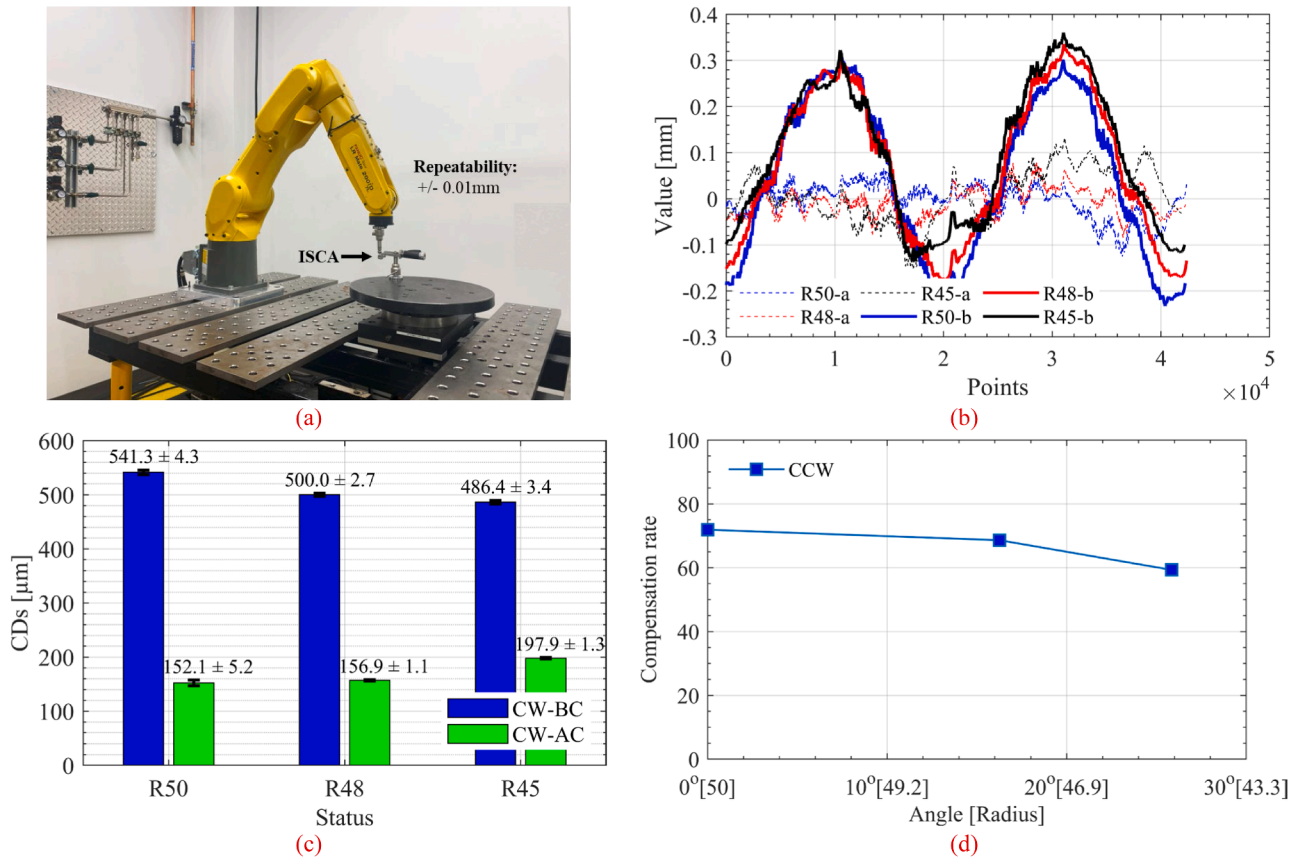 Repeatability:
+/- 0.01mm
ISCA
(a)
0.4
0.3
0.2
0.1
0
-0.1
-0.2
-0.3
Value [mm]
R50-a
R45-a
R48-b
R48-a
R50-b
R45-b
0
1
2
3
4
5
Points
×10⁴
(b)
600
500
400
300
200
100
0
CDs [µm]
541.3 ± 4.3
500.0 ± 2.7
486.4 ± 3.4
152.1 ± 5.2
156.9 ± 1.1
197.9 ± 1.3
CW-BC
CW-AC
R50
R48
R45
Status
(c)
100
80
60
40
20
0
Compensation rate
CCW
0°[50]
10°[49.2]
20°[46.9]
30°[43.3]
Angle [Radius]
(d)